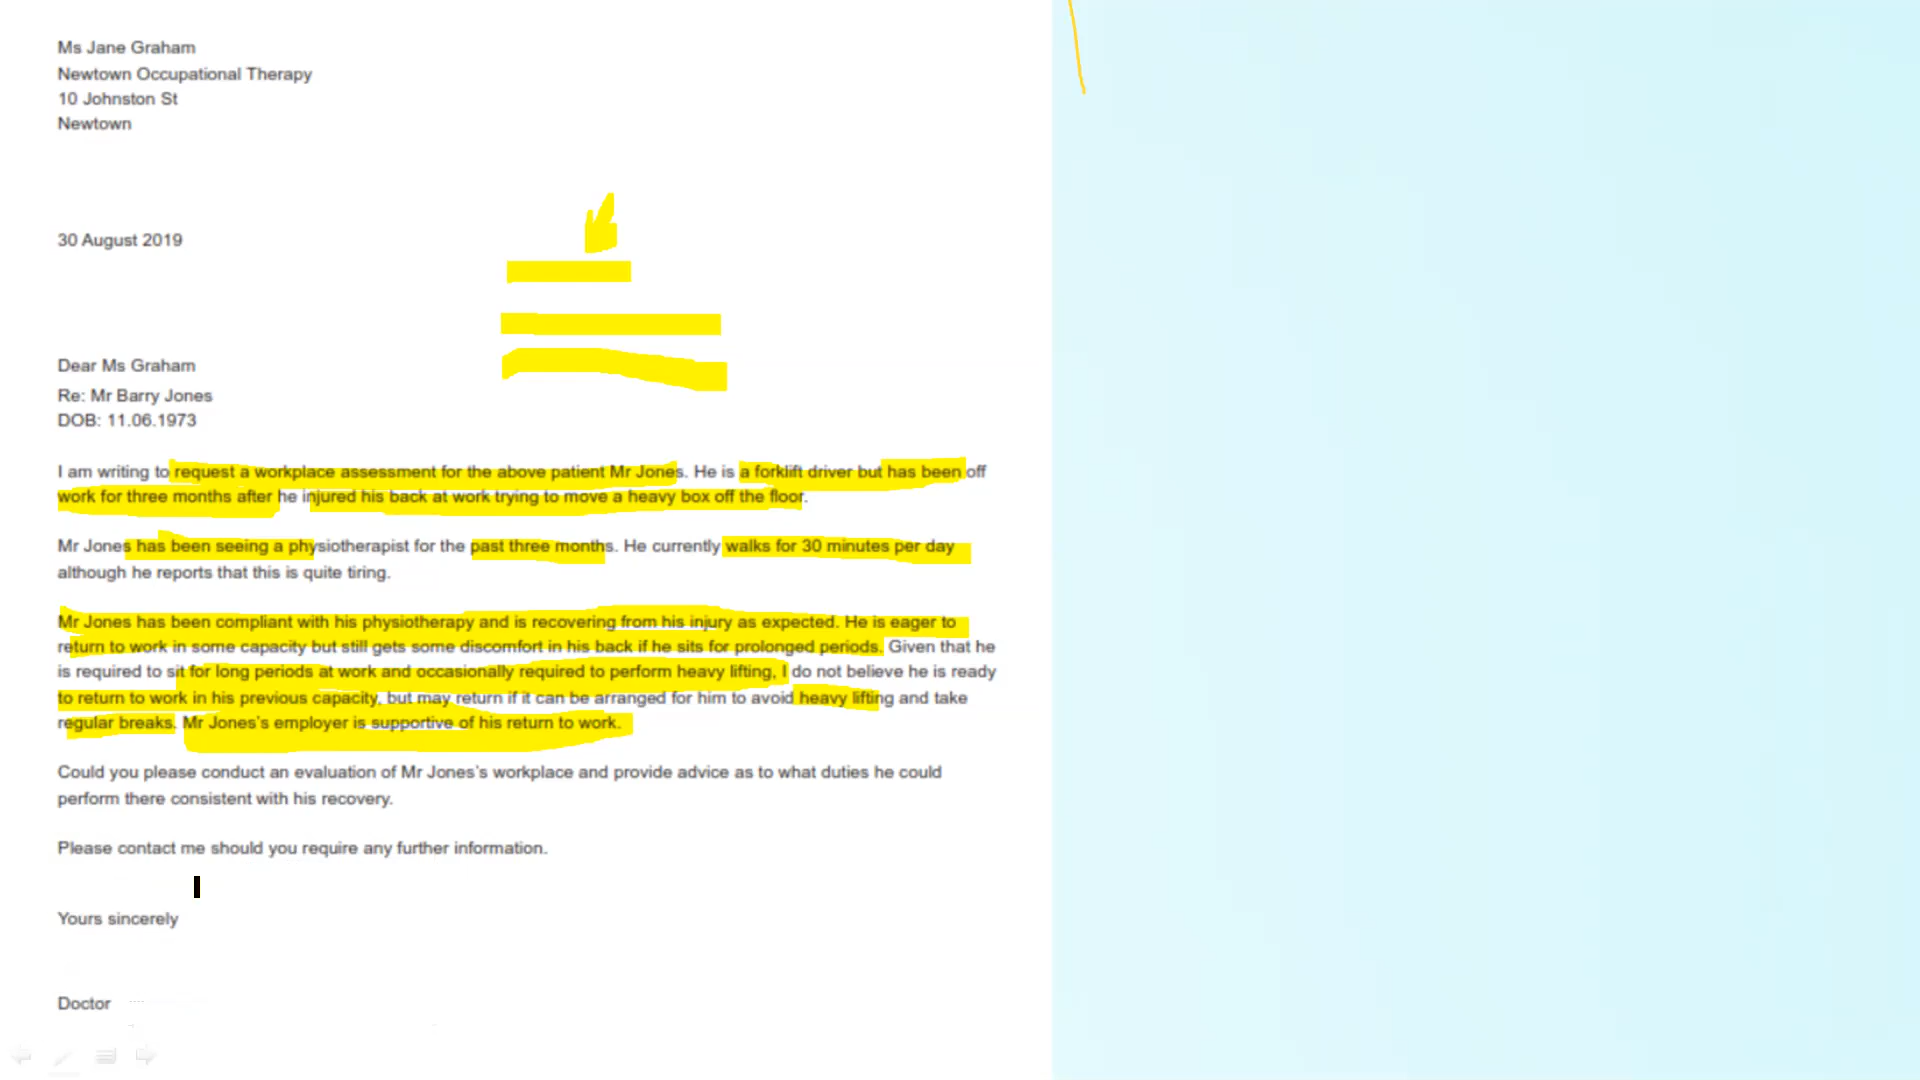 Ms Jane Graham
Newtown Occupational Therapy
10 Johnston St
Newtown
30 August 2019
Dear Ms Graham
Re: Mr Barry Jones
DOB: 11.06.1973
I am writing to request a workplace assessment for the above patient Mr Jones. He is a forklift driver but has been off
work for three months after he injured his back at work trying to move a heavy box off the floor.
Mr Jones has been seeing a physiotherapist for the past three months. He currently walks for 30 minutes per day
although he reports that this is quite tiring.
Mr Jones has been compliant with his physiotherapy and is recovering from his injury as expected. He is eager to
return to work in some capacity but still gets some discomfort in his back if he sits for prolonged periods. Given that he
is required to sit for long periods at work and occasionally required to perform heavy lifting, I do not believe he is ready
to return to work in his previous capacity, but may return if it can be arranged for him to avoid heavy lifting and take
regular breaks. Mr Jones's employer is supportive of his return to work.
Could you please conduct an evaluation of Mr Jones's workplace and provide advice as to what duties he could
perform there consistent with his recovery.
Please contact me should you require any further information.
Yours sincerely
Doctor